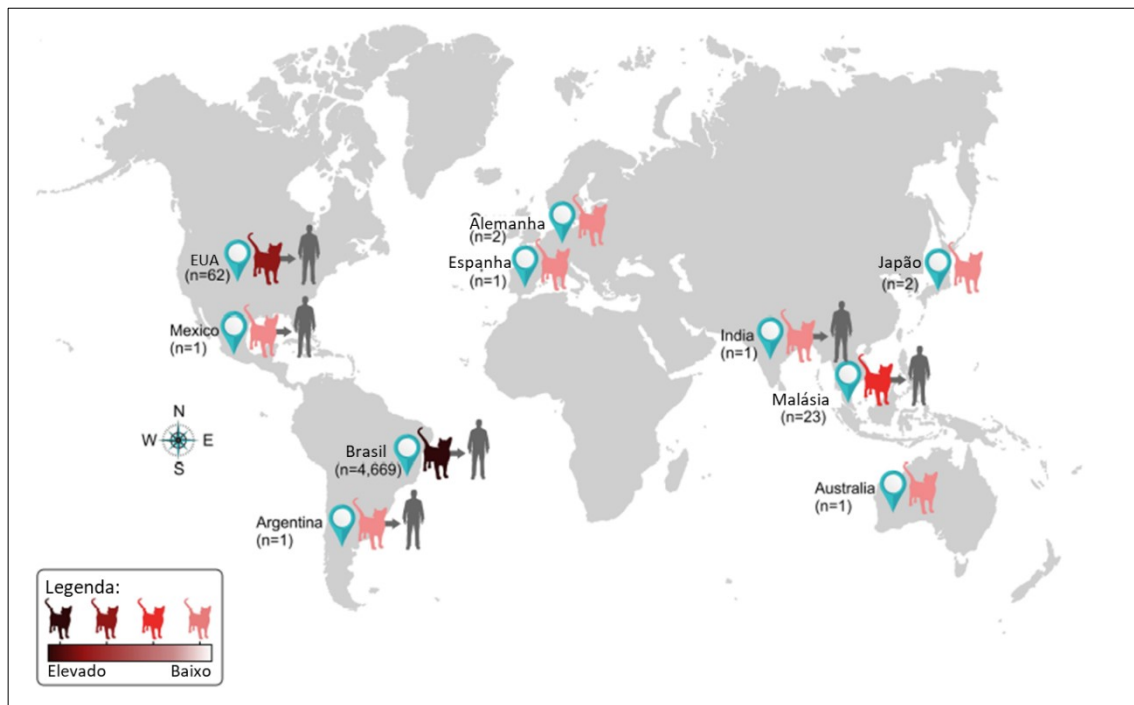 Âlemanha
(n=2)
EUA
(n=62)
Espanha
(n=1)
Japão
(n=2)
Mexico
(n=1)
India
(n=1)
Malásia
(n=23)
N
W
E
S
Brasil
(n=4,669)
Australia
(n=1)
Argentina
(n=1)
Legenda:
Elevado
Baixo